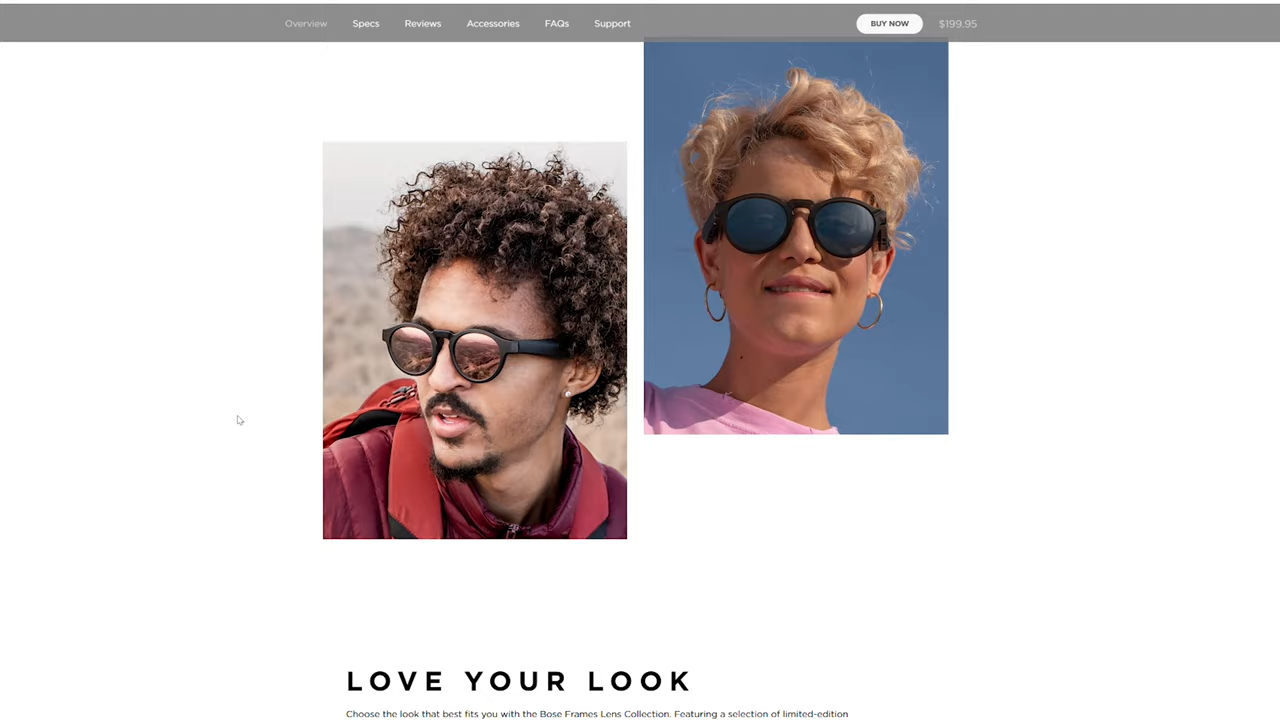 Overview Specs Reviews Accessories FAQs Support BUY NOW $199.95
LOVE YOUR LOOK
Choose the look that best fits you with the Bose Frames Lens Collection. Featuring a selection of limited-edition